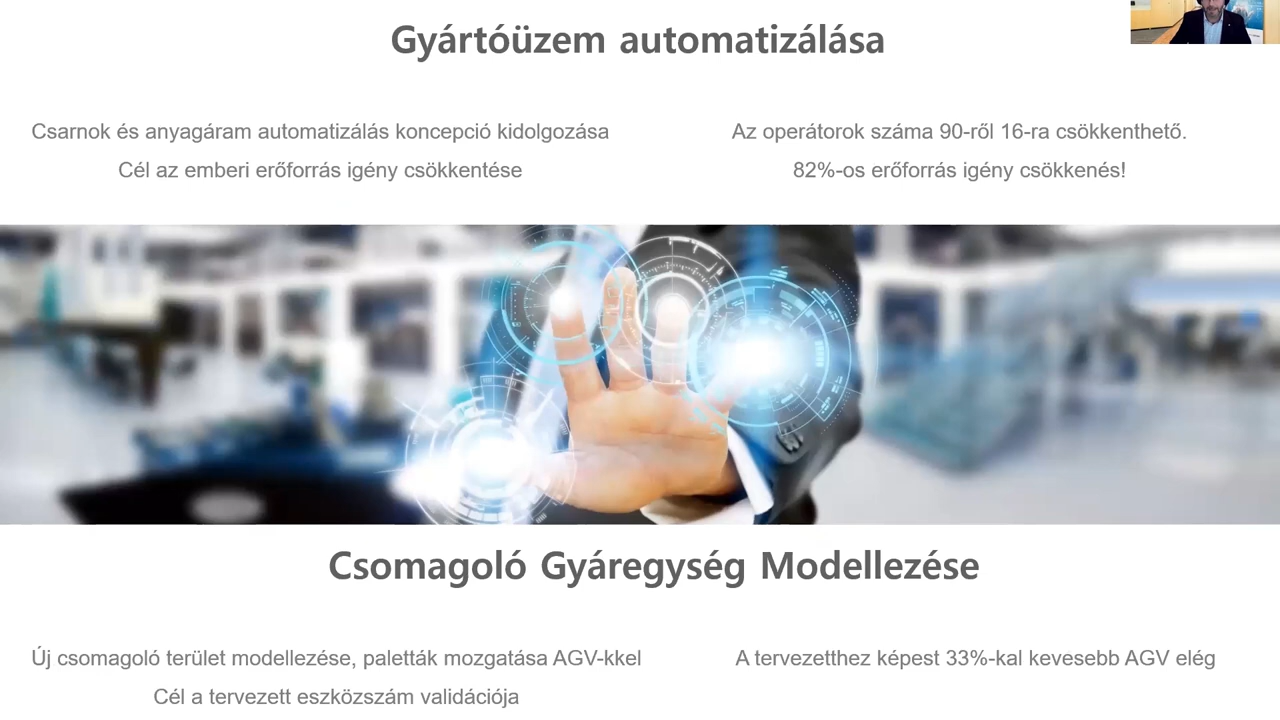 Gyártóüzem automatizálása
Csarnok és anyagáram automatizálás koncepció kidolgozása
Cél az emberi erőforrás igény csökkentése
Az operátorok száma 90-ről 16-ra csökkenthető.
82%-os erőforrás igény csökkenés!
Csomagoló Gyáregység Modellezése
Új csomagoló terület modellezése, paletták mozgatása AGV-kkel
Cél a tervezett eszközszám validációja
A tervezetthez képest 33%-kal kevesebb AGV elég